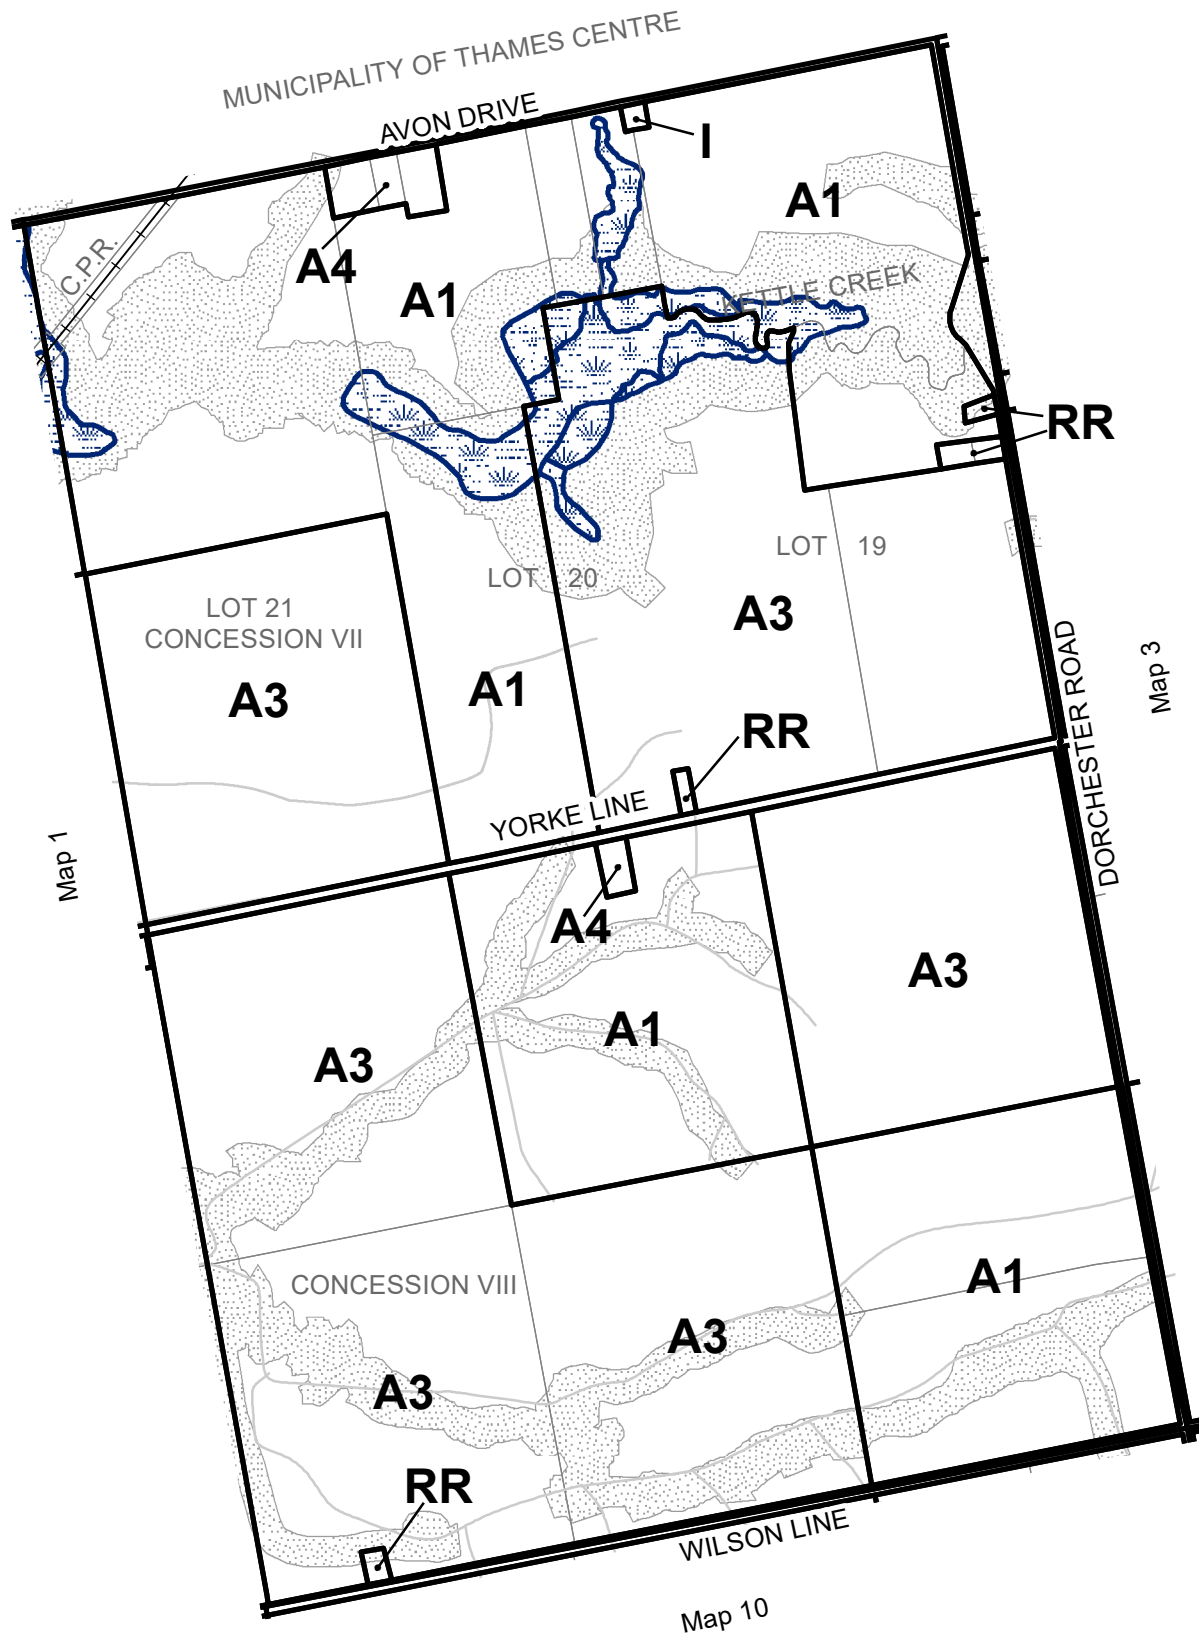 MUNICIPALITY OF THAMES CENTRE
AVON DRIVE
I
A1
C.P.R.
A4
A1
KETTLE CREEK
RR
LOT 19
LOT 20
LOT 21
CONCESSION VII
A3
A3
A1
RR
DORCHESTER ROAD
Map 3
YORKE LINE
Map 1
A4
A3
A1
A3
CONCESSION VIII
A1
A3
A3
RR
WILSON LINE
Map 10